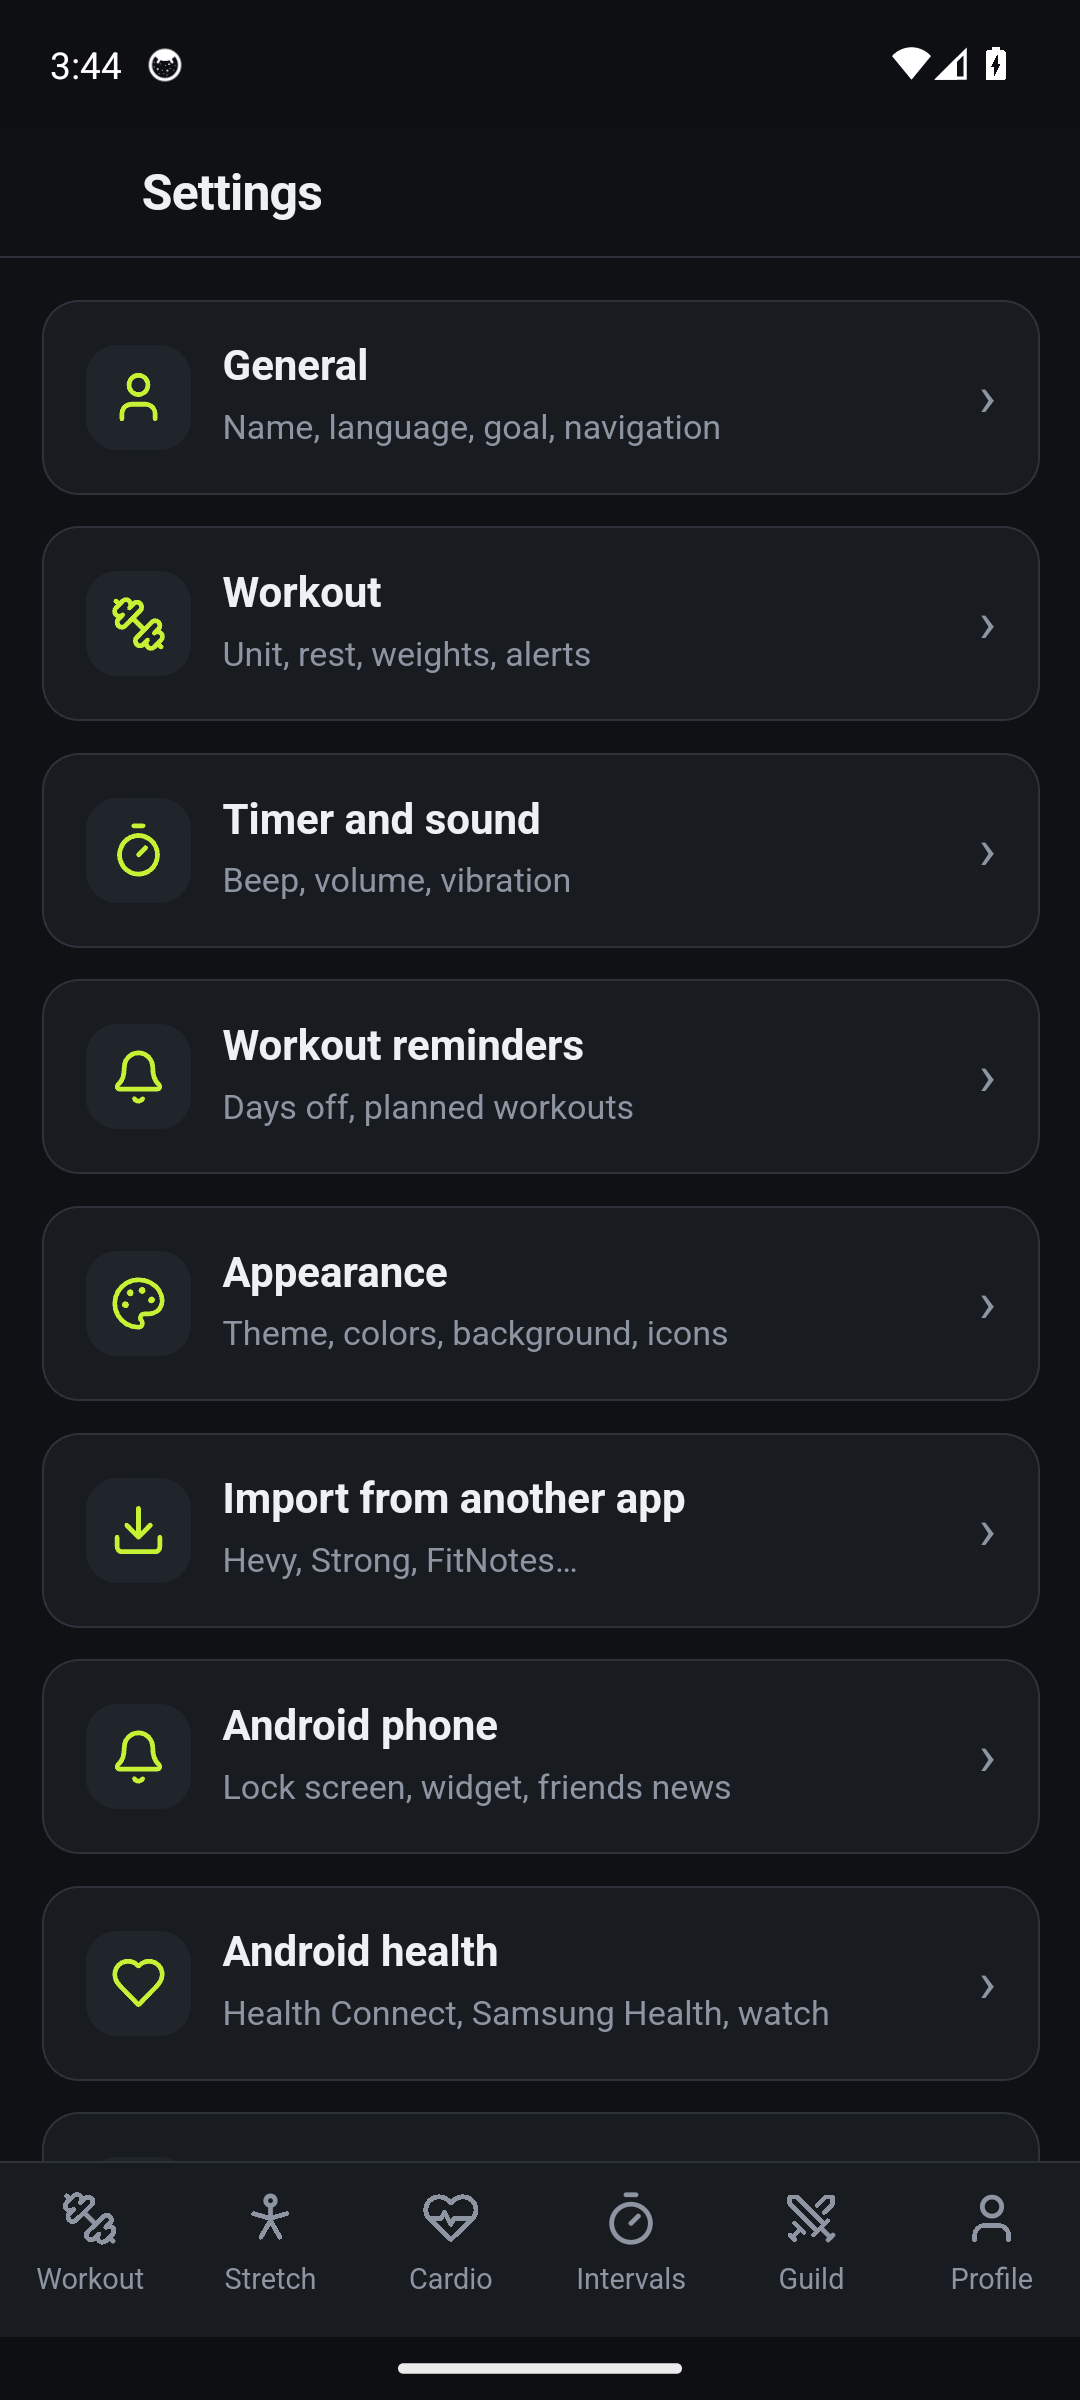 3:44
Settings
General
Name, language, goal, navigation
Workout
Unit, rest, weights, alerts
Timer and sound
Beep, volume, vibration
Workout reminders
Days off, planned workouts
Appearance
Theme, colors, background, icons
Import from another app
Hevy, Strong, FitNotes...
Android phone
Lock screen, widget, friends news
Android health
Health Connect, Samsung Health, watch
Workout
Stretch
Cardio
Intervals
Guild
Profile